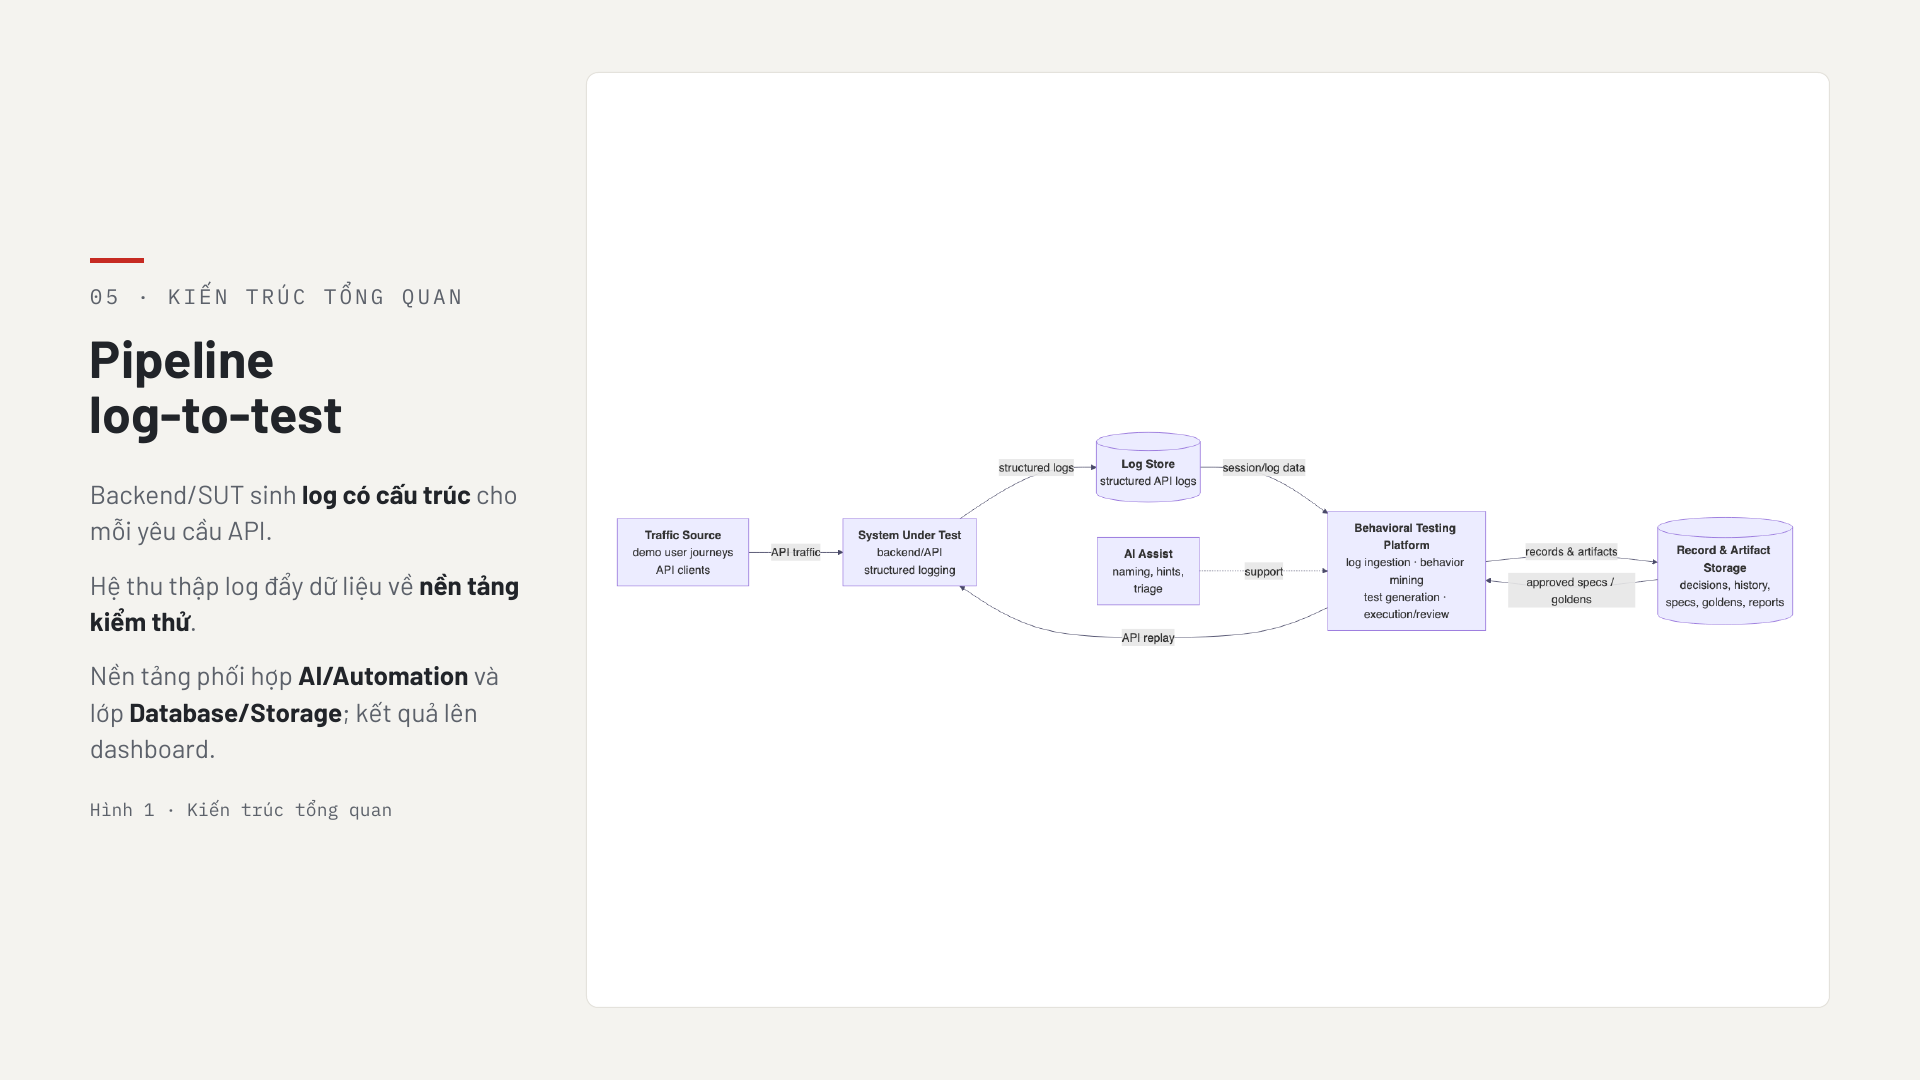 05 · KIẾN TRÚC TỔNG QUAN
Pipeline
log-to-test
Backend/SUT sinh log có cấu trúc cho
mỗi yêu cầu API.
Hệ thu thập log đẩy dữ liệu về nền tảng
kiểm thử.
Nền tảng phối hợp AI/Automation và
lớp Database/Storage; kết quả lên
dashboard.
Hình 1 · Kiến trúc tổng quan
Traffic Source
demo user journeys
API clients
API traffic
System Under Test
backend/API
structured logging
structured logs
Log Store
structured API logs
session/log data
AI Assist
naming, hints,
triage
support
API replay
Behavioral Testing
Platform
log ingestion · behavior
mining
test generation ·
execution/review
records & artifacts
approved specs /
goldens
Record & Artifact
Storage
decisions, history,
specs, goldens, reports